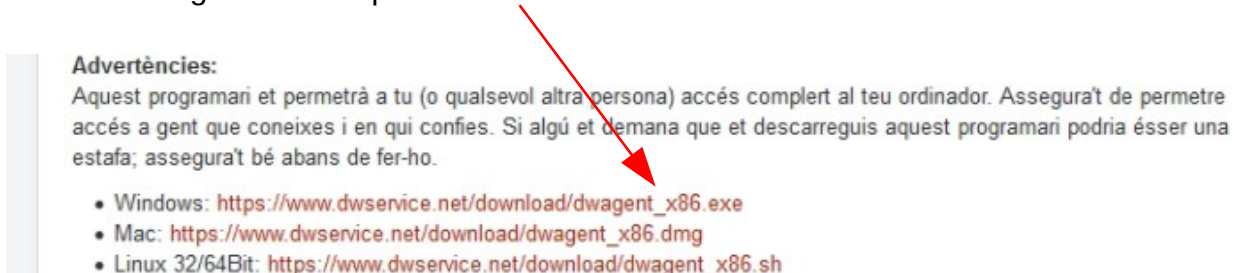 Advertències:
Aquest programari et permetrà a tu (o qualsevol altra persona) accés complert al teu ordinador. Assegura't de permetre
accés a gent que coneixes i en qui confies. Si algú et demana que et descarreguis aquest programari podria ésser una
estafa; assegura't bé abans de fer-ho.
• Windows: https://www.dwservice.net/download/dwagent_x86.exe
• Mac: https://www.dwservice.net/download/dwagent_x86.dmg
• Linux 32/64Bit: https://www.dwservice.net/download/dwagent_x86.sh